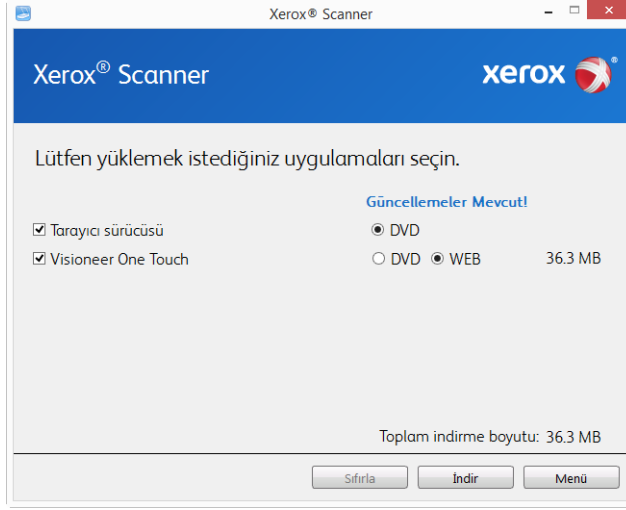 Xerox® Scanner
Xerox® Scanner
xerox ®
Lütfen yüklemek istediğiniz uygulamaları seçin.
Güncellemeler Mevcut!
Tarayıcı sürücüsü DVD
Visioneer One Touch DVD WEB 36.3 MB
Toplam indirme boyutu: 36.3 MB
Sıfırla İndir Menü